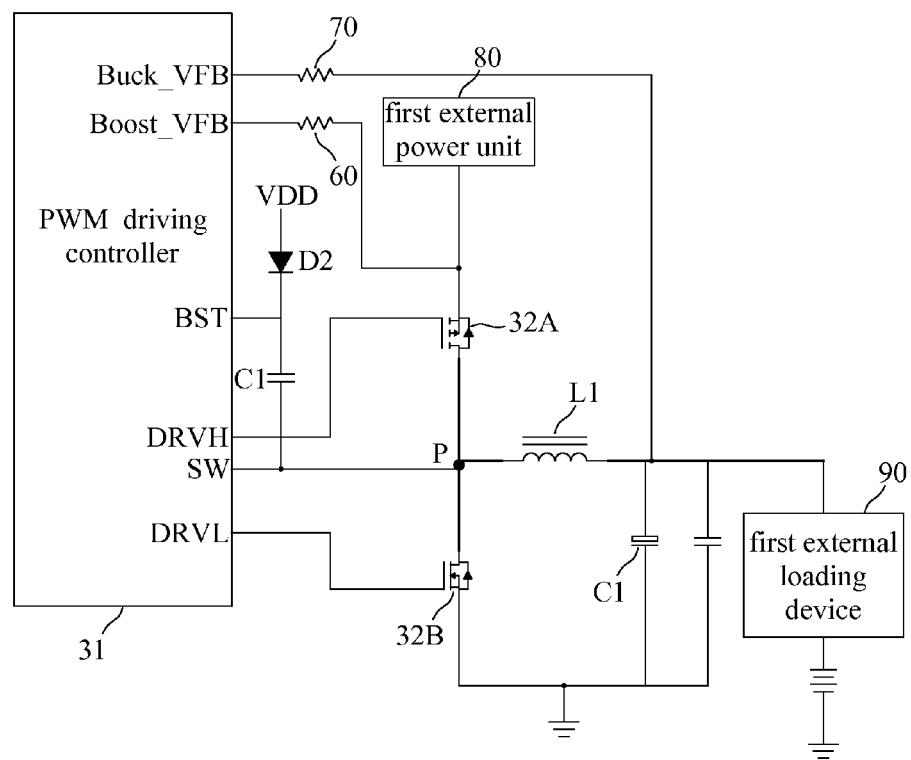 70
80
Buck_VFB
first external
power unit
Boost_VFB
60
VDD
PWM driving
controller
D2
BST
32A
C1
L1
DRVH
P
SW
90
DRVL
first external
loading
device
C1
32B
31